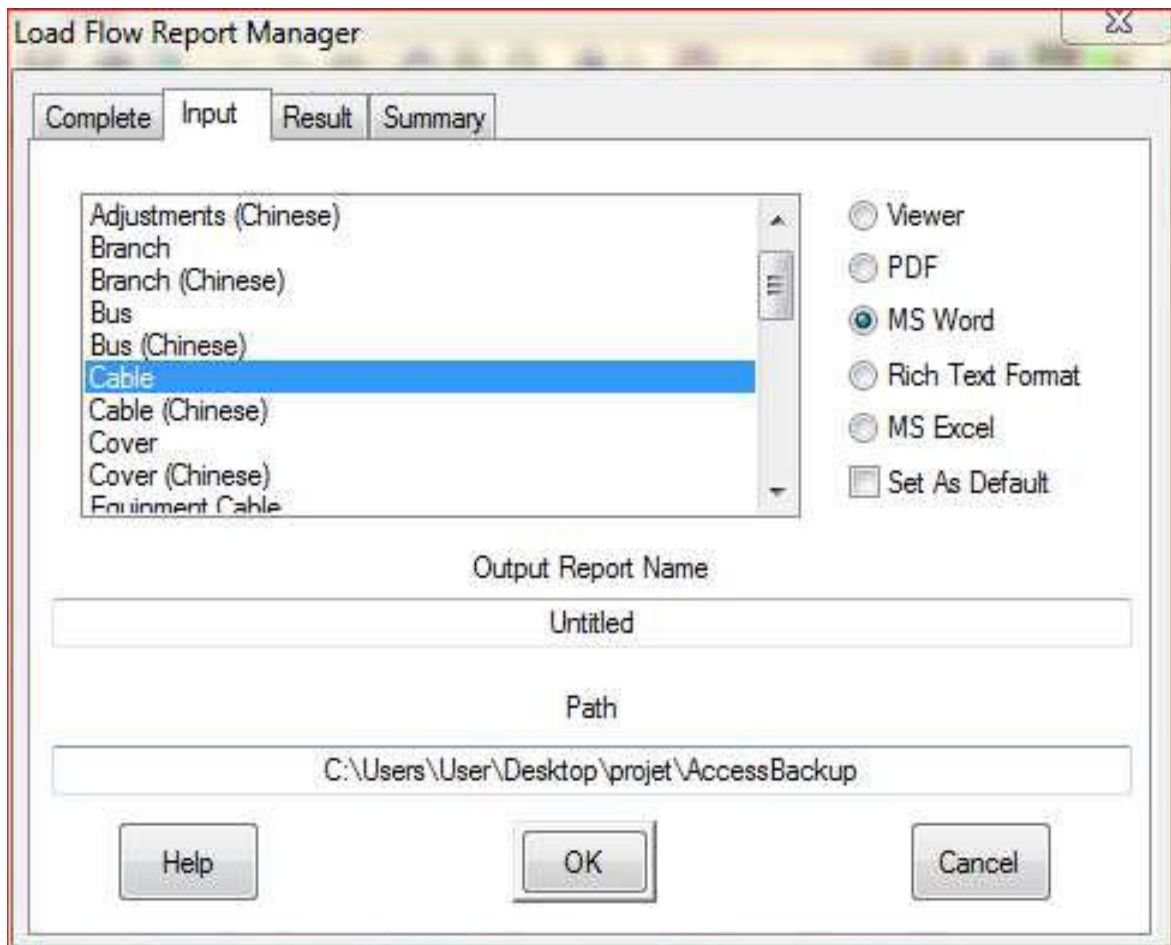 Load Flow Report Manager
Complete Input Result Summary
Adjustments (Chinese)
Branch
Branch (Chinese)
Bus
Bus (Chinese)
Cable
Cable (Chinese)
Cover
Cover (Chinese)
Equipment Cable
Viewer
PDF
MS Word
Rich Text Format
MS Excel
Set As Default
Output Report Name
Untitled
Path
C:\Users\User\Desktop\projet\AccessBackup
Help OK Cancel